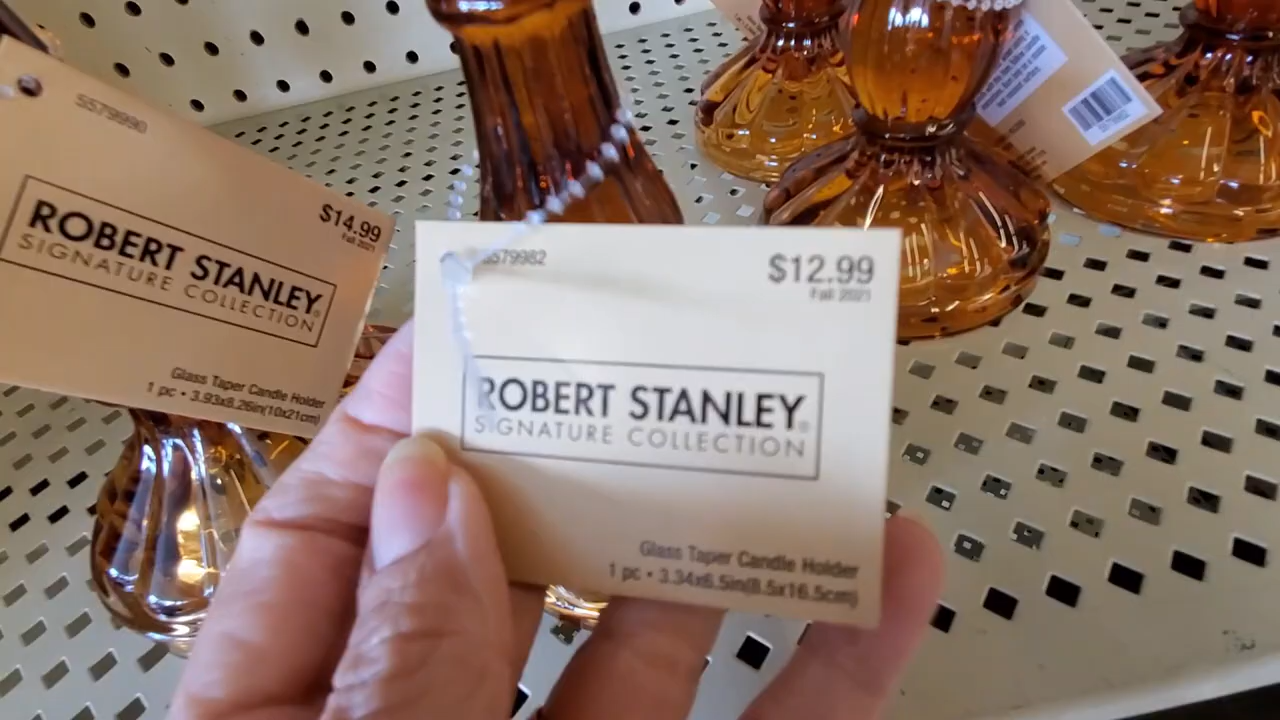 S579990
$14.99
Fall 2021
ROBERT STANLEY®
SIGNATURE COLLECTION
Glass Taper Candle Holder
1 pc • 3.93x8.26in(10x21cm)
S579982
$12.99
Fall 2021
ROBERT STANLEY®
SIGNATURE COLLECTION
Glass Taper Candle Holder
1 pc • 3.34x6.5in(8.5x16.5cm)